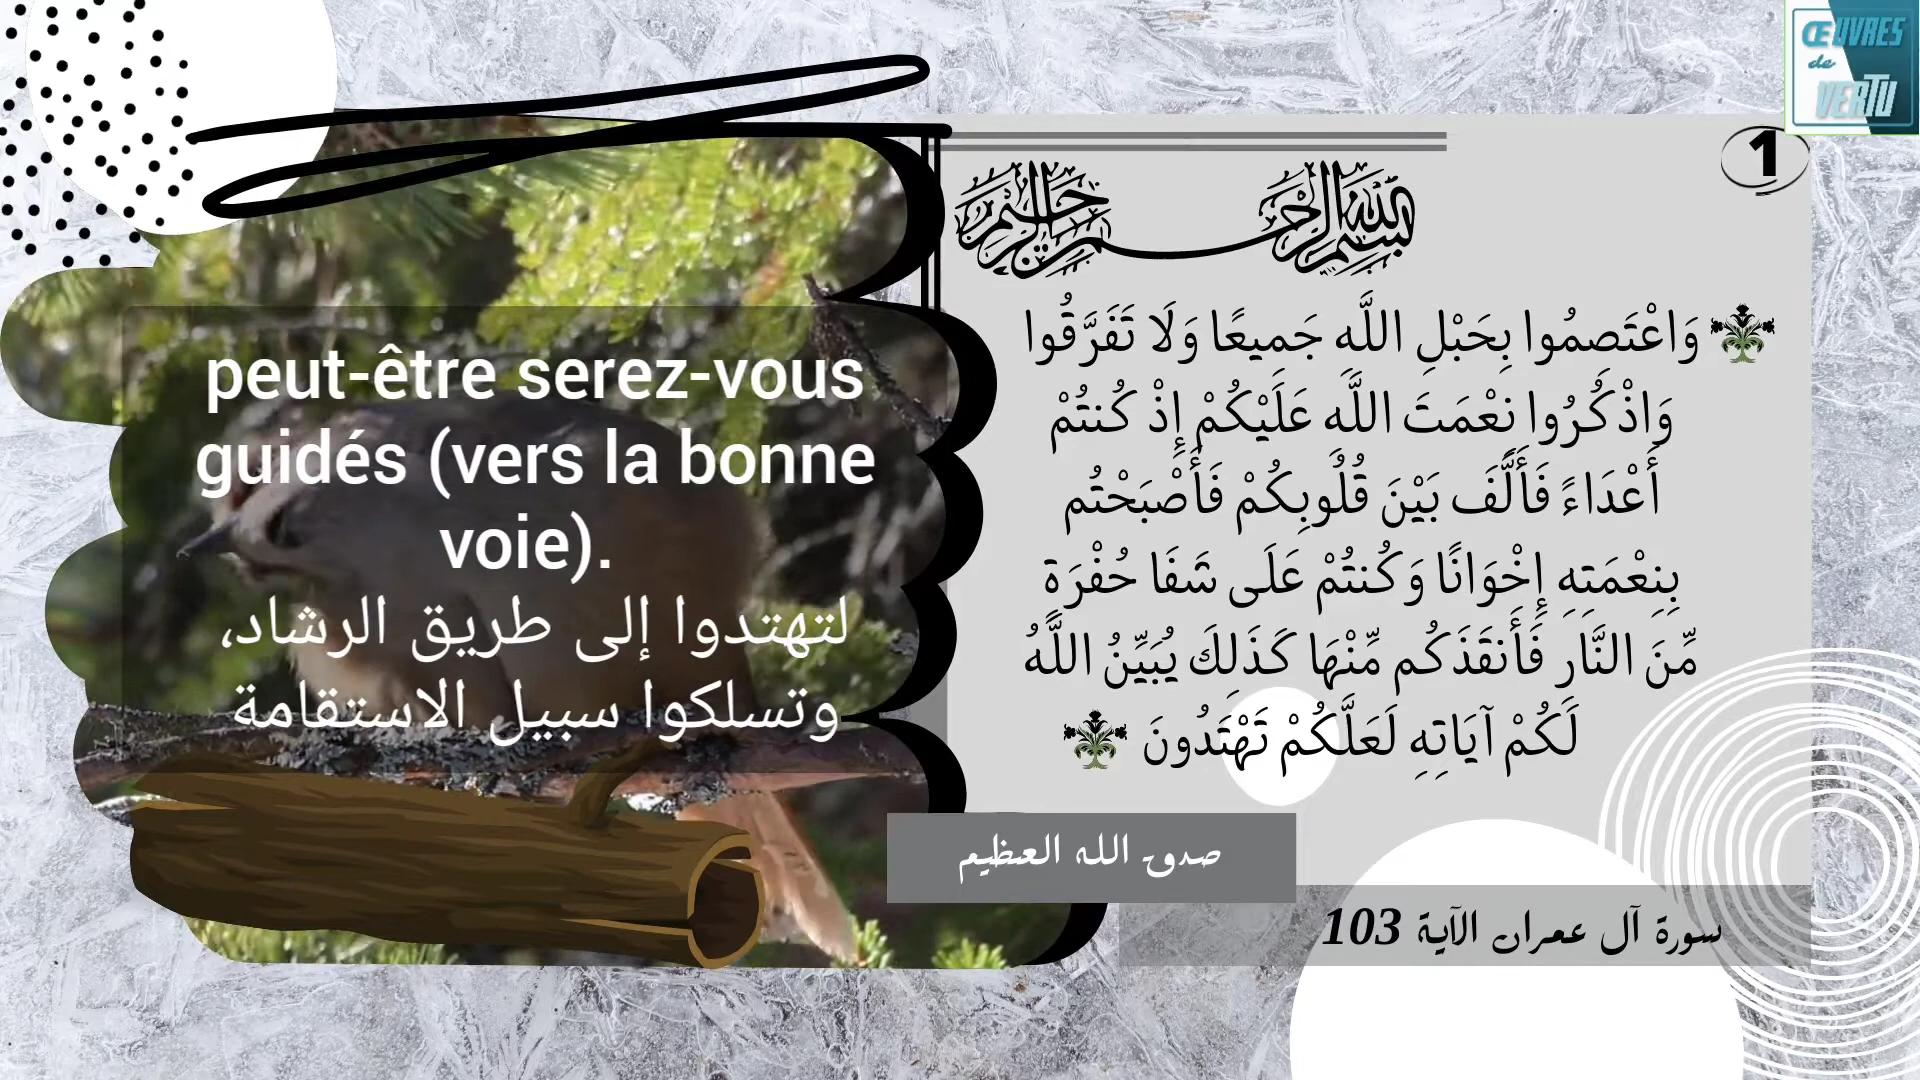 ŒUVRES
de
VERTU
1
بسم الله الرحمن الرحيم
وَاعْتَصِمُوا بِحَبْلِ اللَّهِ جَمِيعًا وَلَا تَفَرَّقُوا
وَاذْكُرُوا نِعْمَتَ اللَّهِ عَلَيْكُمْ إِذْ كُنتُمْ
أَعْدَاءً فَأَلَّفَ بَيْنَ قُلُوبِكُمْ فَأَصْبَحْتُم
بِنِعْمَتِهِ إِخْوَانًا وَكُنتُمْ عَلَى شَفَا حُفْرَةٍ
مِّنَ النَّارِ فَأَنقَذَكُم مِّنْهَا كَذَلِكَ يُبَيِّنُ اللَّهُ
لَكُمْ آيَاتِهِ لَعَلَّكُمْ تَهْتَدُونَ
صدق الله العظيم
سورة آل عمران الآية 103
peut-être serez-vous
guidés (vers la bonne
voie).
لتهتدوا إلى طريق الرشاد،
وتسلكوا سبيل الاستقامة